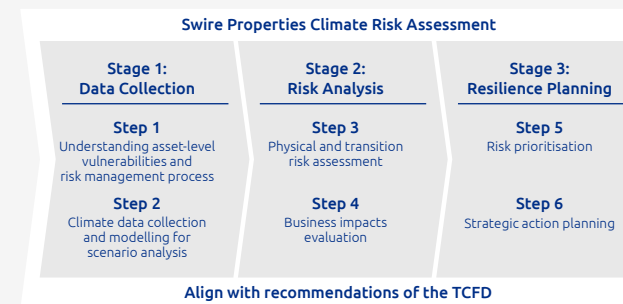 Swire Properties Climate Risk Assessment
Stage 1:
Data Collection
Step 1
Understanding asset-level
vulnerabilities and
risk management process
Step 2
Climate data collection
and modelling for
scenario analysis
Stage 2:
Risk Analysis
Step 3
Physical and transition
risk assessment
Step 4
Business impacts
evaluation
Stage 3:
Resilience Planning
Step 5
Risk prioritisation
Step 6
Strategic action planning
Align with recommendations of the TCFD